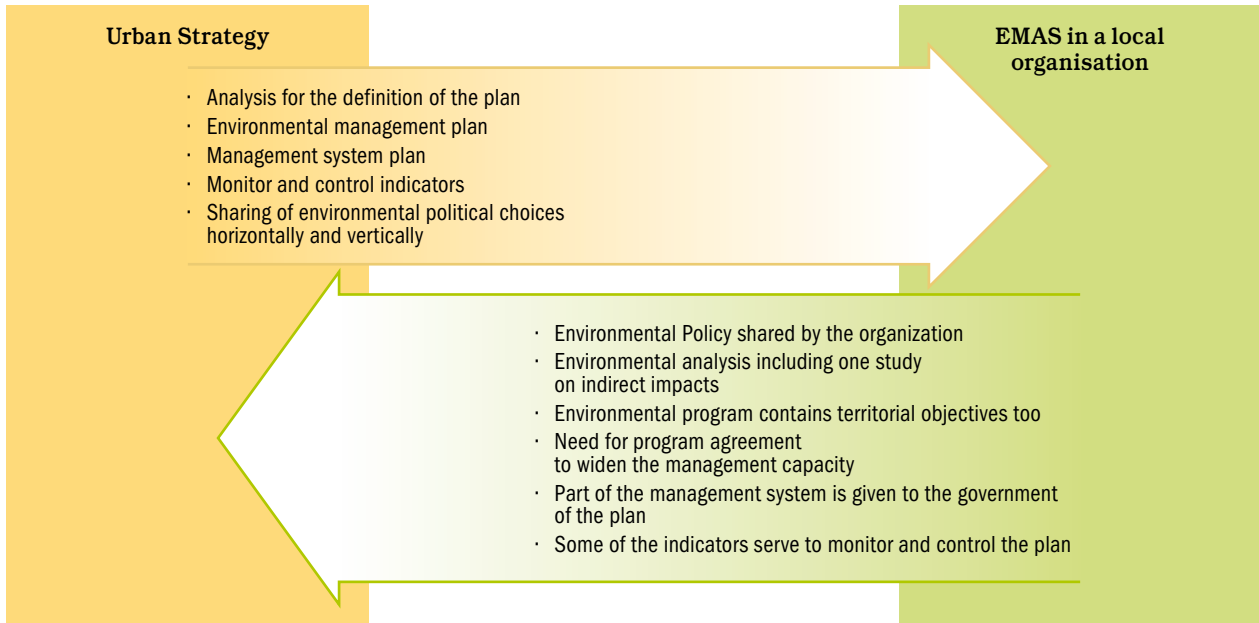 Urban Strategy
EMAS in a local
organisation
· Analysis for the definition of the plan
· Environmental management plan
· Management system plan
· Monitor and control indicators
· Sharing of environmental political choices
horizontally and vertically
· Environmental Policy shared by the organization
· Environmental analysis including one study
on indirect impacts
· Environmental program contains territorial objectives too
· Need for program agreement
to widen the management capacity
· Part of the management system is given to the government
of the plan
· Some of the indicators serve to monitor and control the plan